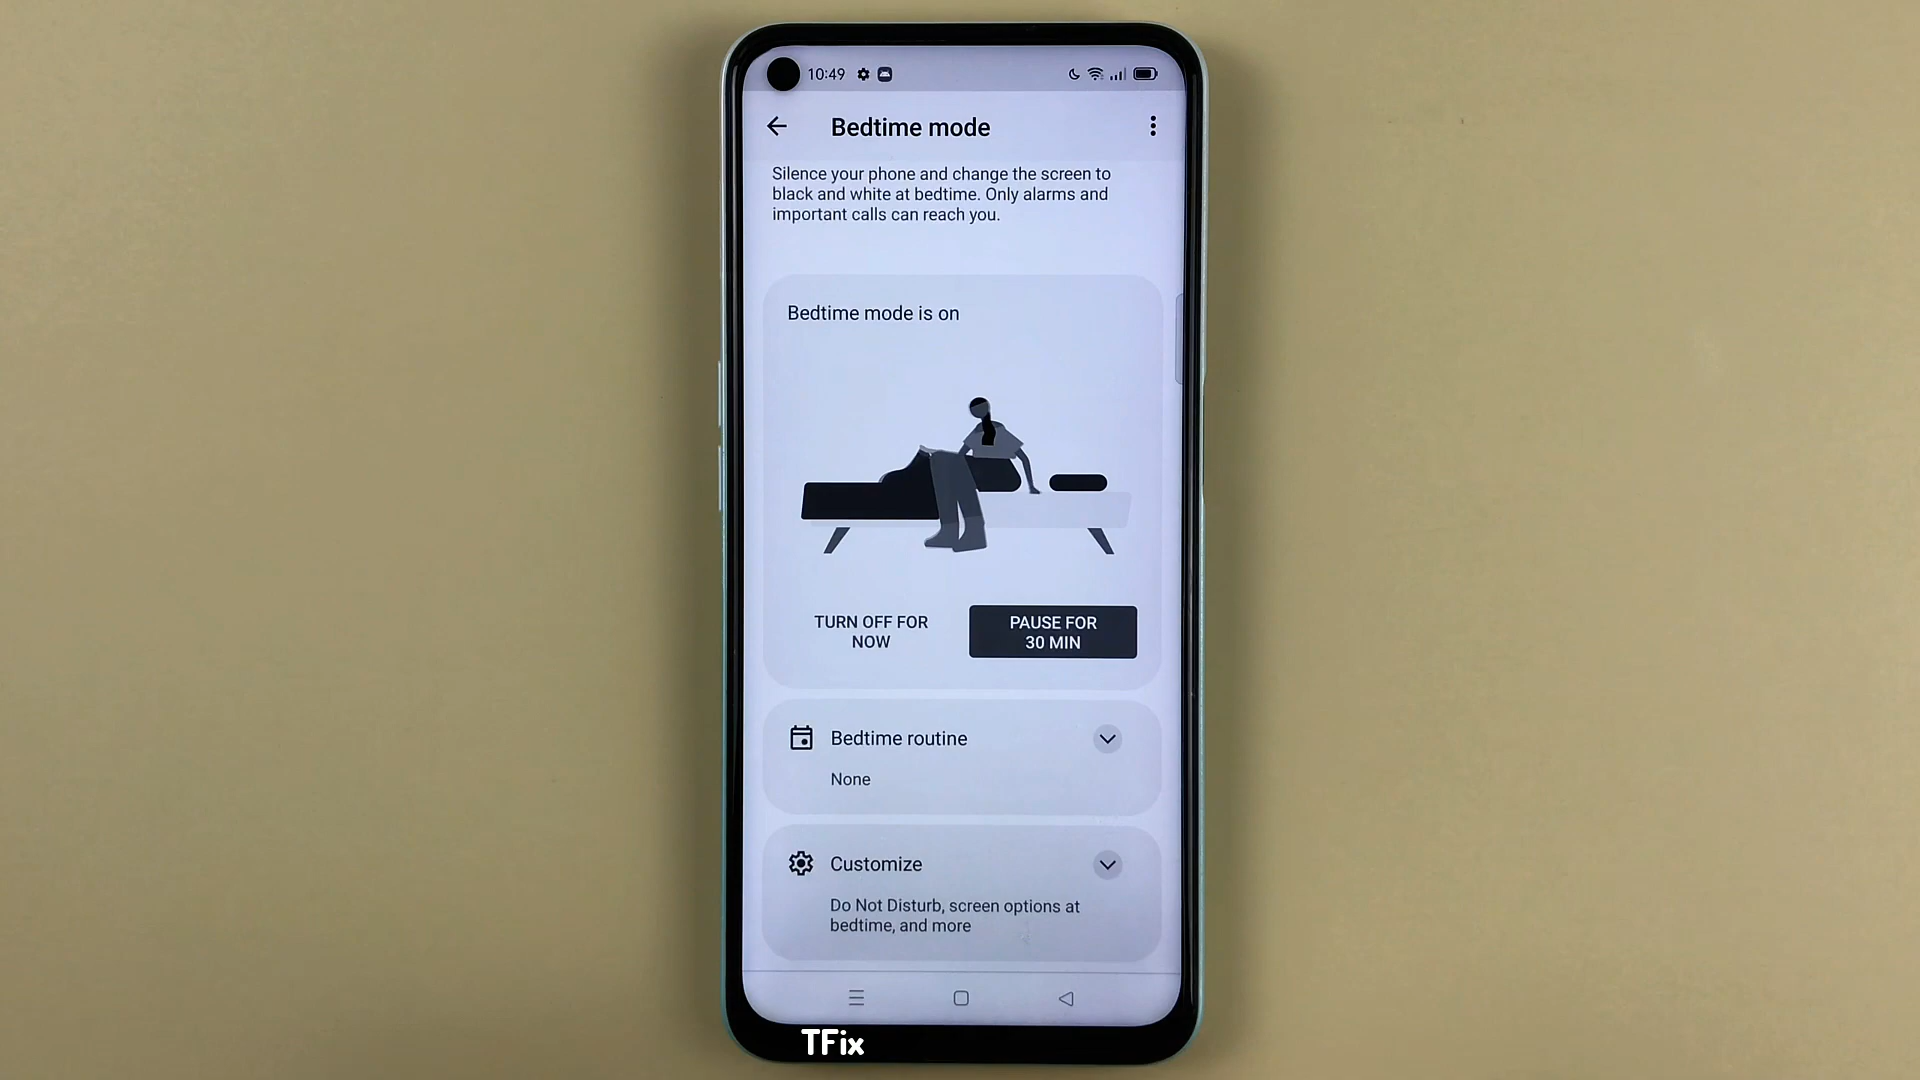 10:49
Bedtime mode
Silence your phone and change the screen to
black and white at bedtime. Only alarms and
important calls can reach you.
Bedtime mode is on
TURN OFF FOR
NOW
PAUSE FOR
30 MIN
Bedtime routine
None
Customize
Do Not Disturb, screen options at
bedtime, and more
TFix